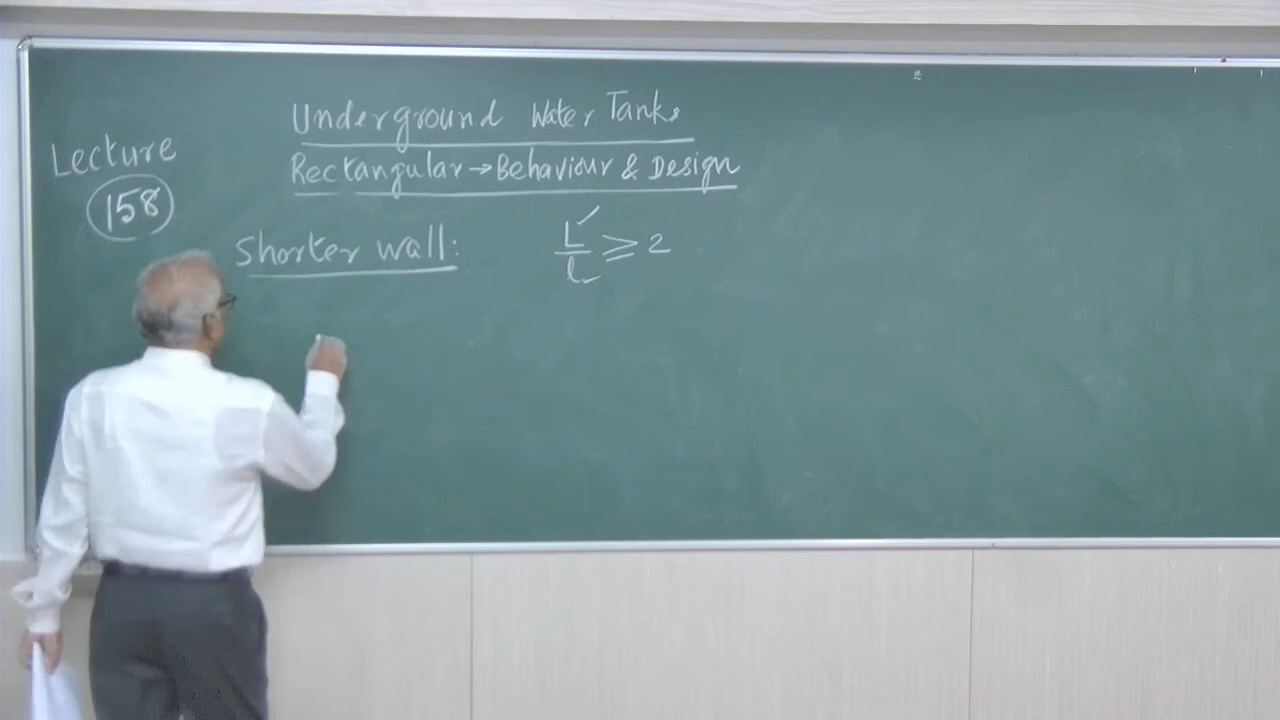 Underground Water Tanks
Rectangular → Behaviour & Design
Lecture
158
Shorter wall: L/l ≥ 2